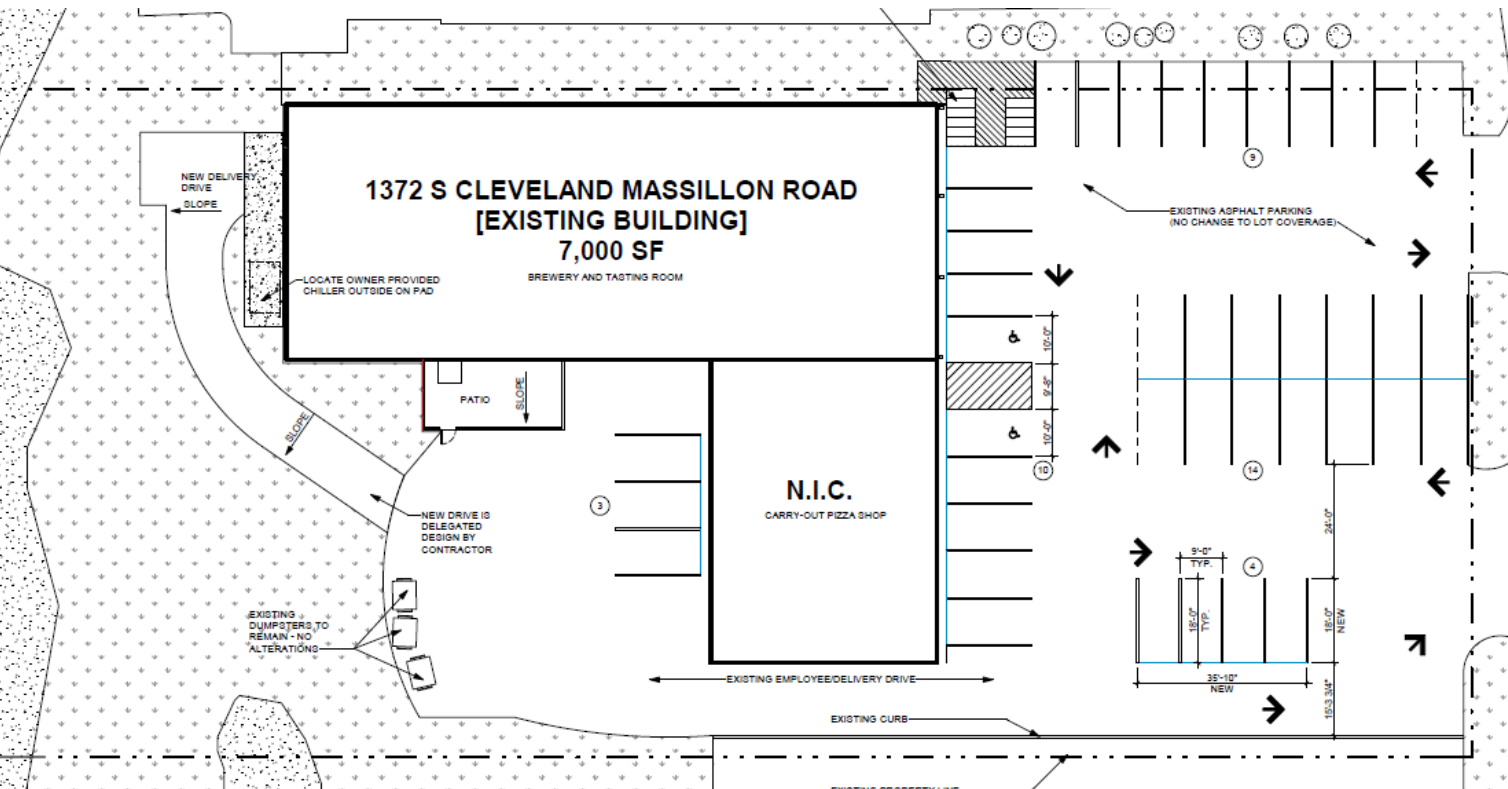 1372 S CLEVELAND MASSILLON ROAD
[EXISTING BUILDING]
7,000 SF
BREWERY AND TASTING ROOM
NEW DELIVERY
DRIVE
SLOPE
LOCATE OWNER PROVIDED
CHILLER OUTSIDE ON PAD
9
EXISTING ASPHALT PARKING
(NO CHANGE TO LOT COVERAGE)
10'-0"
9'-8"
10'-0"
PATIO
SLOPE
SLOPE
10
14
N.I.C.
CARRY-OUT PIZZA SHOP
3
NEW DRIVE IS
DELEGATED
DESIGN BY
CONTRACTOR
24'-0"
9'-0"
TYP.
4
18'-0"
TYP.
18'-0"
NEW
EXISTING
DUMPSTERS TO
REMAIN - NO
ALTERATIONS
35'-10"
NEW
15'-3 3/4"
EXISTING EMPLOYEE/DELIVERY DRIVE
EXISTING CURB